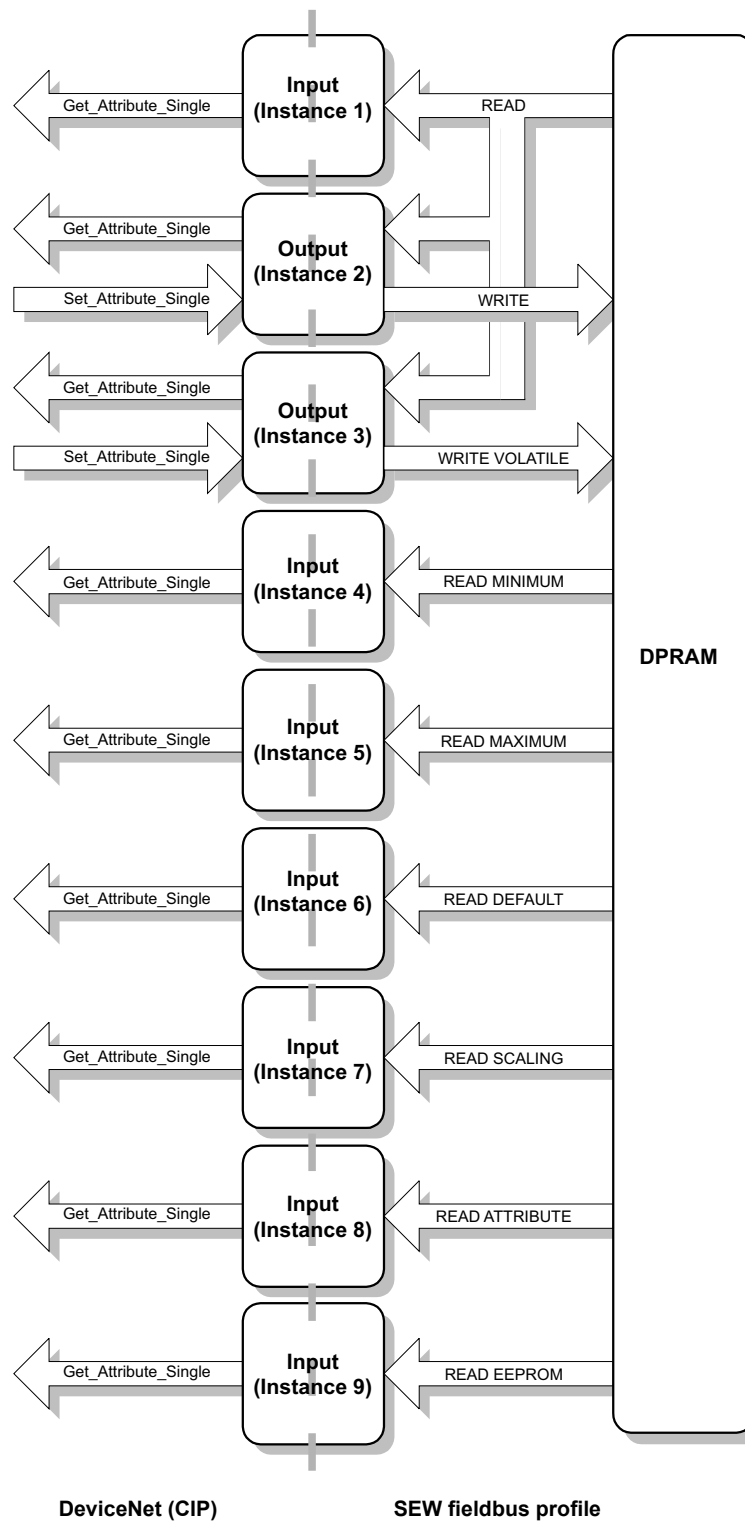 Input
(Instance 1)
Get_Attribute_Single
READ
Get_Attribute_Single
Output
(Instance 2)
Set_Attribute_Single
WRITE
Get_Attribute_Single
Output
(Instance 3)
Set_Attribute_Single
WRITE VOLATILE
Input
(Instance 4)
Get_Attribute_Single
READ MINIMUM
DPRAM
Input
(Instance 5)
Get_Attribute_Single
READ MAXIMUM
Input
(Instance 6)
Get_Attribute_Single
READ DEFAULT
Input
(Instance 7)
Get_Attribute_Single
READ SCALING
Input
(Instance 8)
Get_Attribute_Single
READ ATTRIBUTE
Input
(Instance 9)
Get_Attribute_Single
READ EEPROM
DeviceNet (CIP)
SEW fieldbus profile